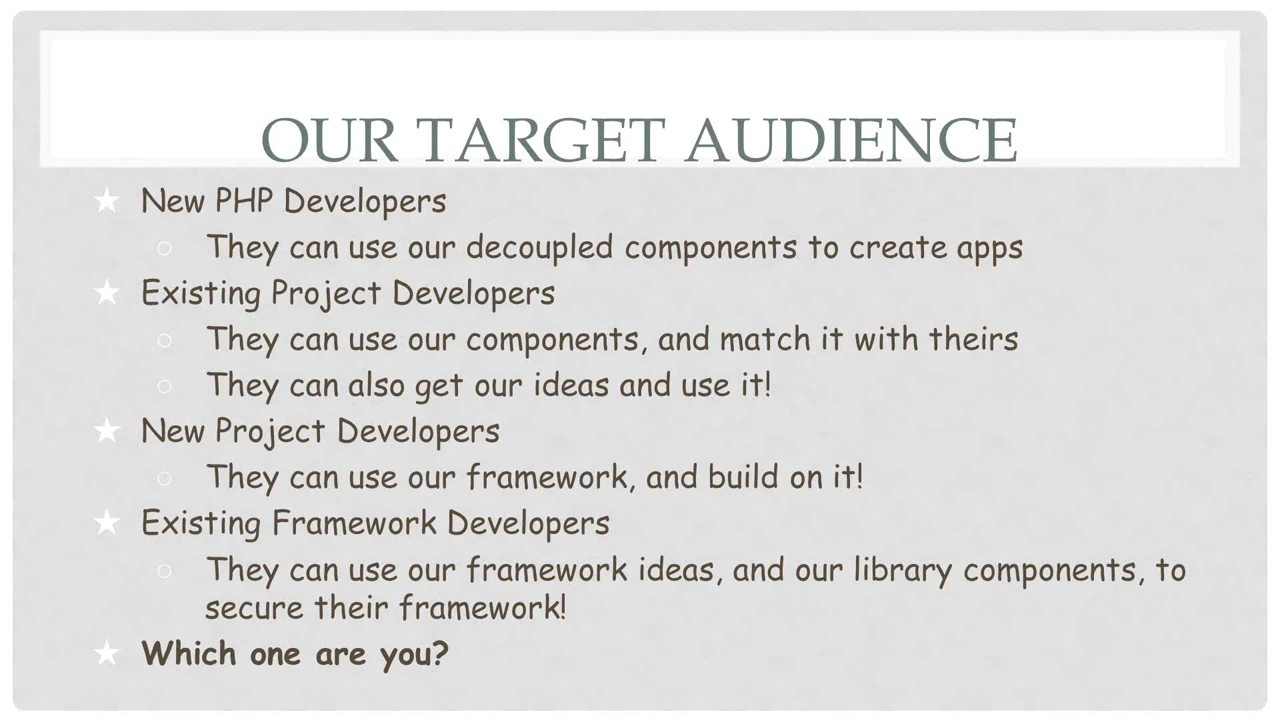 OUR TARGET AUDIENCE
★ New PHP Developers
○ They can use our decoupled components to create apps
★ Existing Project Developers
○ They can use our components, and match it with theirs
○ They can also get our ideas and use it!
★ New Project Developers
○ They can use our framework, and build on it!
★ Existing Framework Developers
○ They can use our framework ideas, and our library components, to
secure their framework!
★ Which one are you?